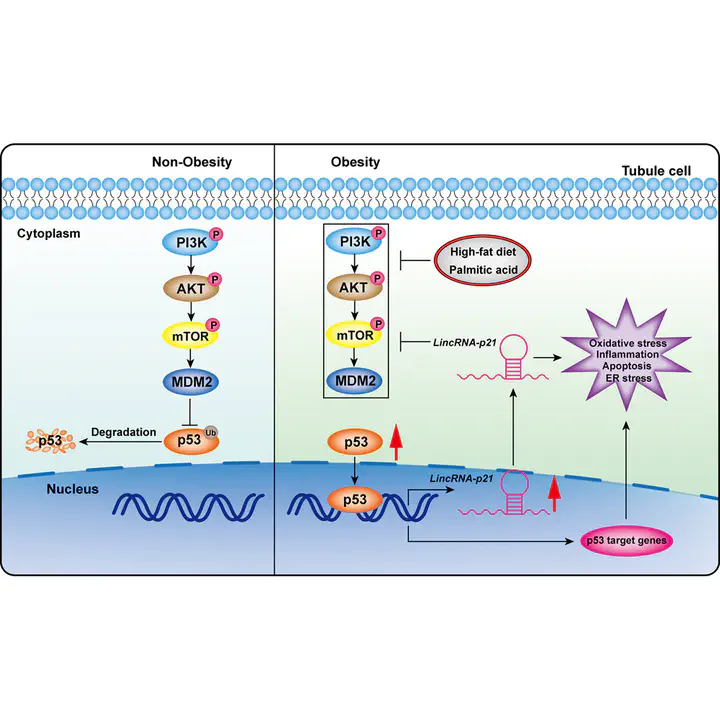 Non-Obesity
Obesity
Tubule cell
Cytoplasm
PI3K
P
AKT
P
mTOR
P
MDM2
p53
Ub
Degradation
p53
Nucleus
PI3K
P
AKT
P
mTOR
P
MDM2
High-fat diet
Palmitic acid
LincRNA-p21
Oxidative stress
Inflammation
Apoptosis
ER stress
p53
p53
LincRNA-p21
p53 target genes